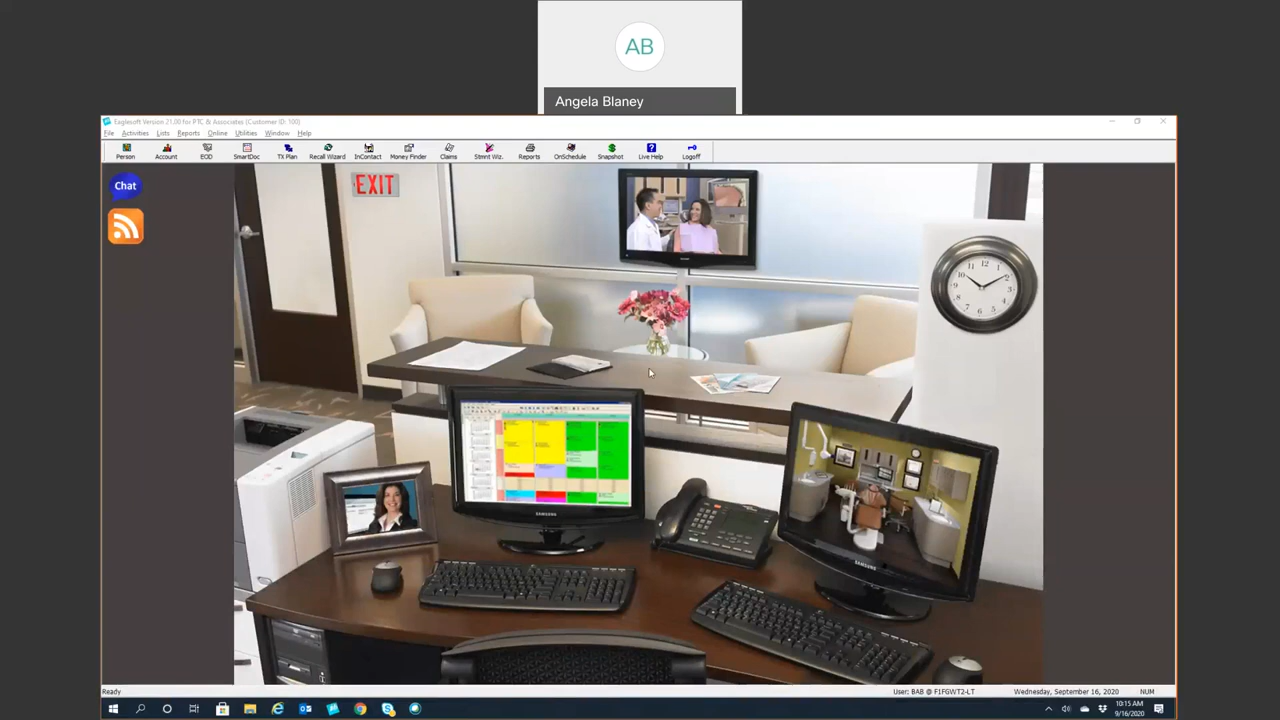 AB
Angela Blaney
Eaglesoft Version 21.00 for PTC & Associates (Customer ID: 100)
File Activities Lists Reports Online Utilities Window Help
Person Account EOD SmartDoc TX Plan Recall Wizard InContact Money Finder Claims Stmnt Wiz. Reports OnSchedule Snapshot Live Help Logoff
Chat
EXIT
SAMSUNG
SAMSUNG
Ready User: BAB @ F1FGWT2-LT Wednesday, September 16, 2020 NUM
10:15 AM
9/16/2020